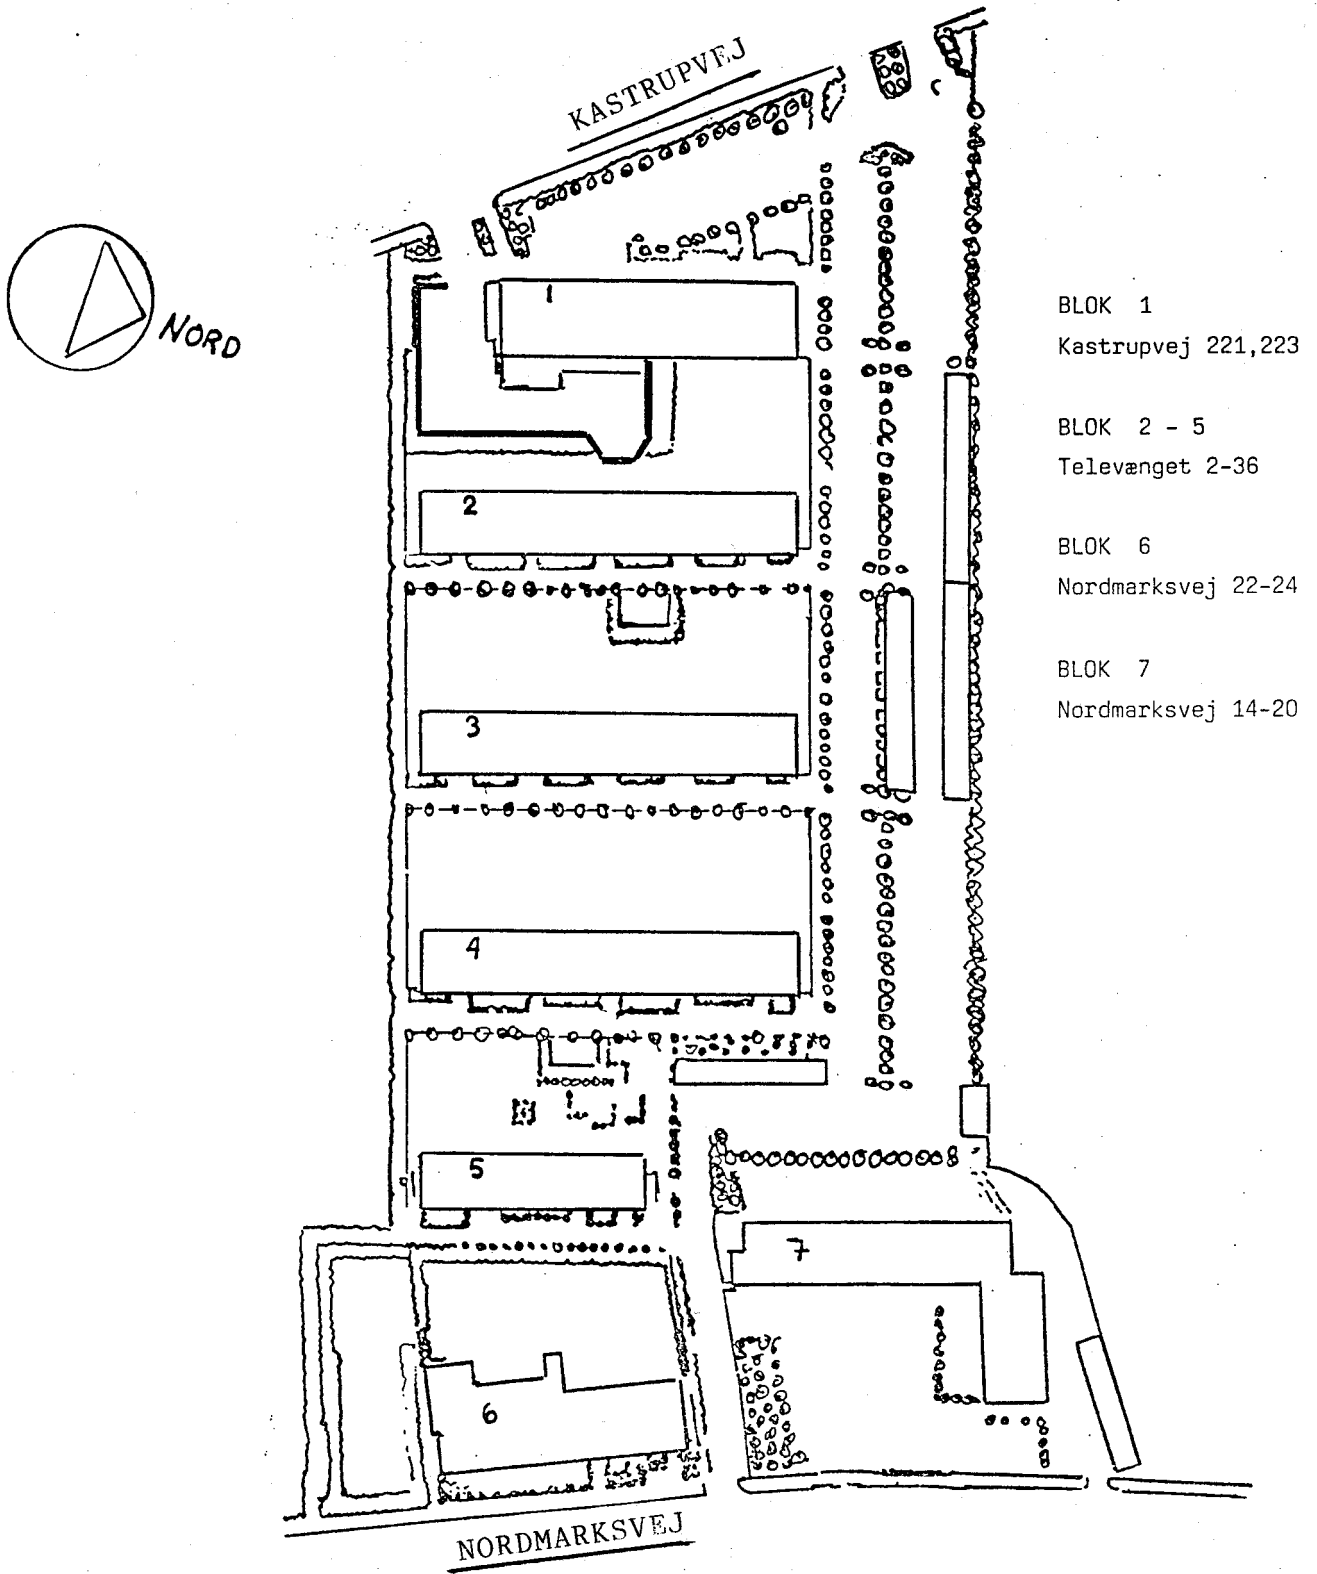 KASTRUPVEJ
NORD
1
2
3
4
5
6
7
BLOK 1
Kastrupvej 221,223
BLOK 2 - 5
Televænget 2-36
BLOK 6
Nordmarksvej 22-24
BLOK 7
Nordmarksvej 14-20
NORDMARKSVEJ